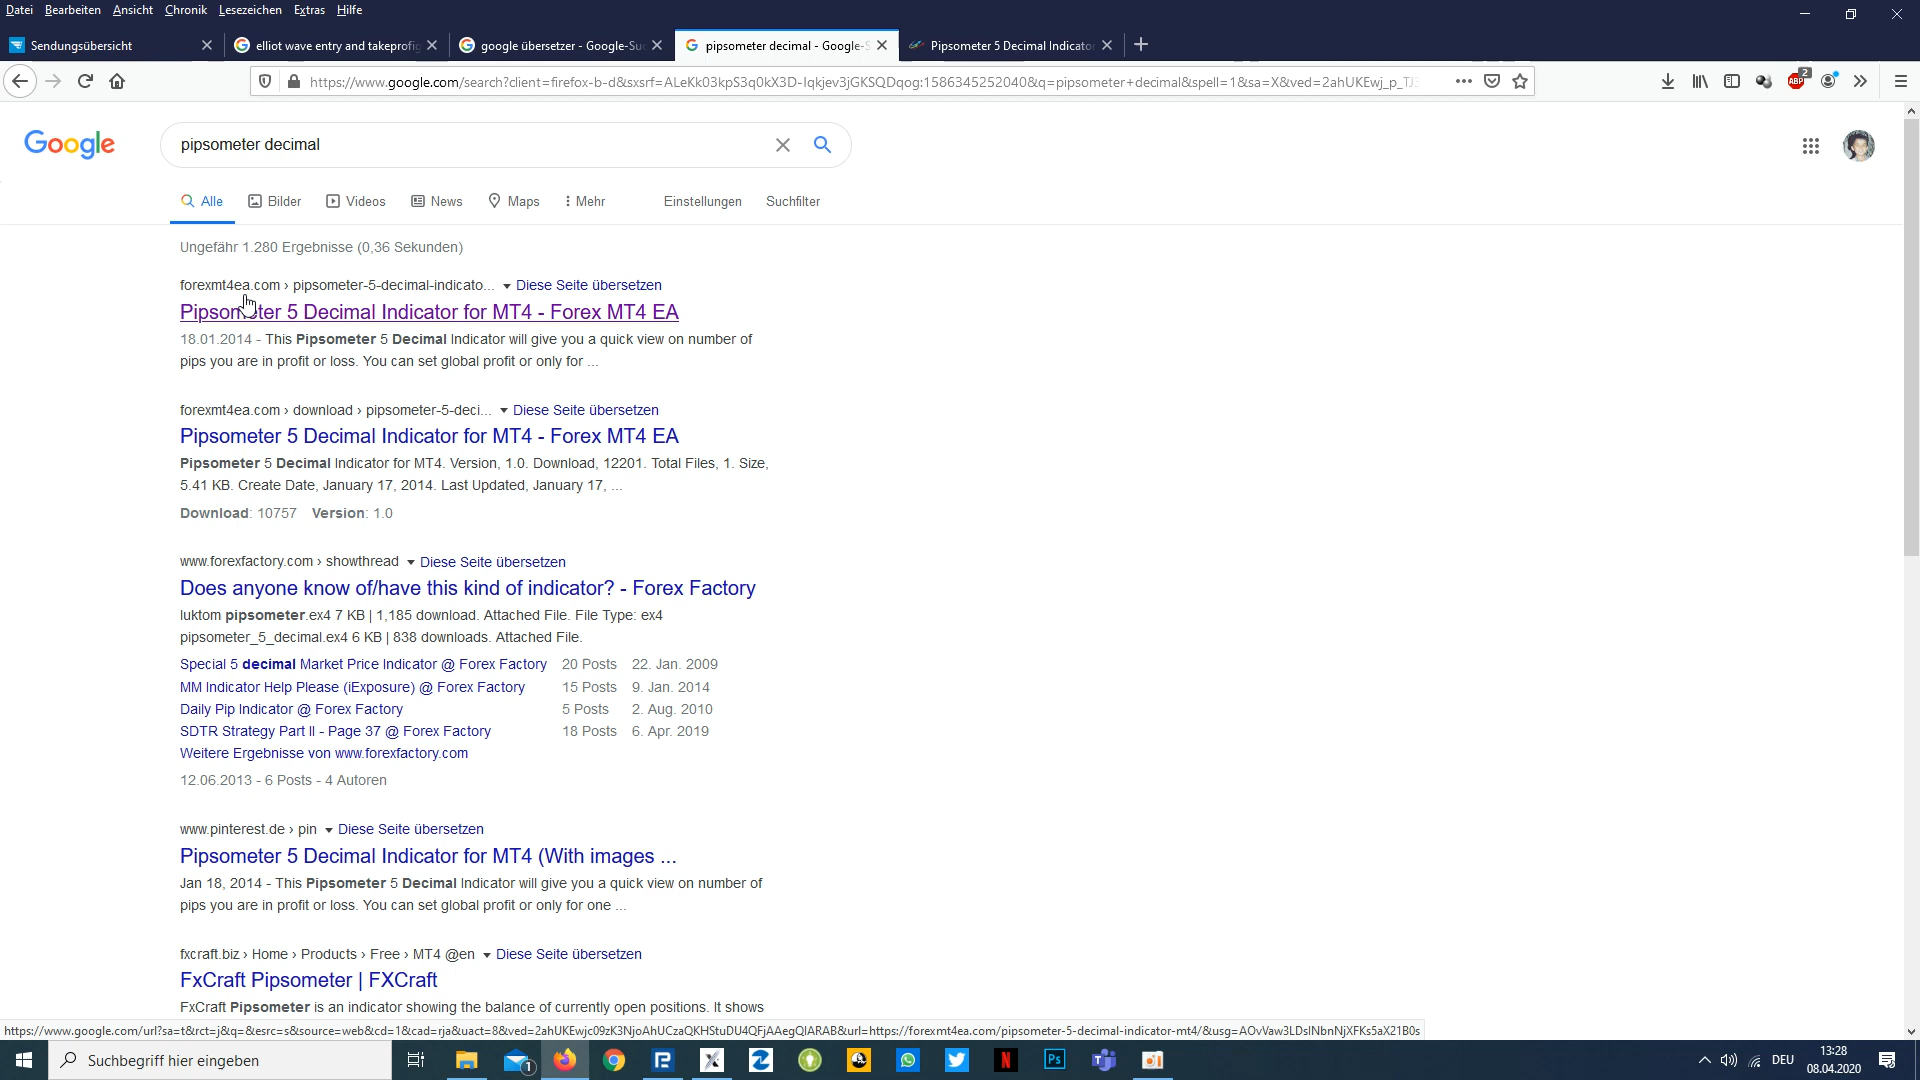 Datei Bearbeiten Ansicht Chronik Lesezeichen Extras Hilfe
Sendungsübersicht
elliot wave entry and takeprofig
google übersetzer - Google-Su
pipsometer decimal - Google-S
Pipsometer 5 Decimal Indicator
https://www.google.com/search?client=firefox-b-d&sxsrf=ALeKk03kpS3q0kX3D-Iqkjev3jGKSQDqog:1586345252040&q=pipsometer+decimal&spell=1&sa=X&ved=2ahUKEwj_p_TJ
ABP 2
Google
pipsometer decimal
Alle Bilder Videos News Maps Mehr Einstellungen Suchfilter
Ungefähr 1.280 Ergebnisse (0,36 Sekunden)
forexmt4ea.com › pipsometer-5-decimal-indicato... Diese Seite übersetzen
Pipsometer 5 Decimal Indicator for MT4 - Forex MT4 EA
18.01.2014 - This Pipsometer 5 Decimal Indicator will give you a quick view on number of
pips you are in profit or loss. You can set global profit or only for ...
forexmt4ea.com › download › pipsometer-5-deci... Diese Seite übersetzen
Pipsometer 5 Decimal Indicator for MT4 - Forex MT4 EA
Pipsometer 5 Decimal Indicator for MT4. Version, 1.0. Download, 12201. Total Files, 1. Size,
5.41 KB. Create Date, January 17, 2014. Last Updated, January 17, ...
Download: 10757 Version: 1.0
www.forexfactory.com › showthread Diese Seite übersetzen
Does anyone know of/have this kind of indicator? - Forex Factory
luktom pipsometer.ex4 7 KB | 1,185 download. Attached File. File Type: ex4
pipsometer_5_decimal.ex4 6 KB | 838 downloads. Attached File.
Special 5 decimal Market Price Indicator @ Forex Factory 20 Posts 22. Jan. 2009
MM Indicator Help Please (iExposure) @ Forex Factory 15 Posts 9. Jan. 2014
Daily Pip Indicator @ Forex Factory 5 Posts 2. Aug. 2010
SDTR Strategy Part II - Page 37 @ Forex Factory 18 Posts 6. Apr. 2019
Weitere Ergebnisse von www.forexfactory.com
12.06.2013 - 6 Posts - 4 Autoren
www.pinterest.de › pin Diese Seite übersetzen
Pipsometer 5 Decimal Indicator for MT4 (With images ...
Jan 18, 2014 - This Pipsometer 5 Decimal Indicator will give you a quick view on number of
pips you are in profit or loss. You can set global profit or only for one ...
fxcraft.biz › Home › Products › Free › MT4 @en Diese Seite übersetzen
FxCraft Pipsometer | FXCraft
FxCraft Pipsometer is an indicator showing the balance of currently open positions. It shows
https://www.google.com/url?sa=t&rct=j&q=&esrc=s&source=web&cd=1&cad=rja&uact=8&ved=2ahUKEwjc09zK3NjoAhUCzaQKHStuDU4QFjAAegQIARAB&url=https://forexmt4ea.com/pipsometer-5-decimal-indicator-mt4/&usg=AOvVaw3LDsINbnNjXFKs5aX21B0s
Suchbegriff hier eingeben
1
N
Ps
DEU
13:28
08.04.2020